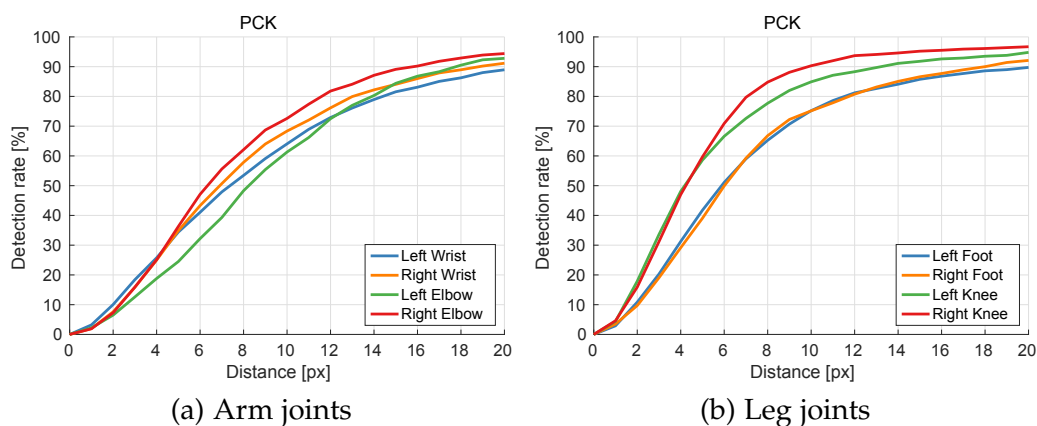 PCK
100
90
80
70
60
50
40
30
20
10
0
Detection rate [%]
0 2 4 6 8 10 12 14 16 18 20
Distance [px]
Left Wrist
Right Wrist
Left Elbow
Right Elbow
(a) Arm joints
PCK
100
90
80
70
60
50
40
30
20
10
0
Detection rate [%]
0 2 4 6 8 10 12 14 16 18 20
Distance [px]
Left Foot
Right Foot
Left Knee
Right Knee
(b) Leg joints